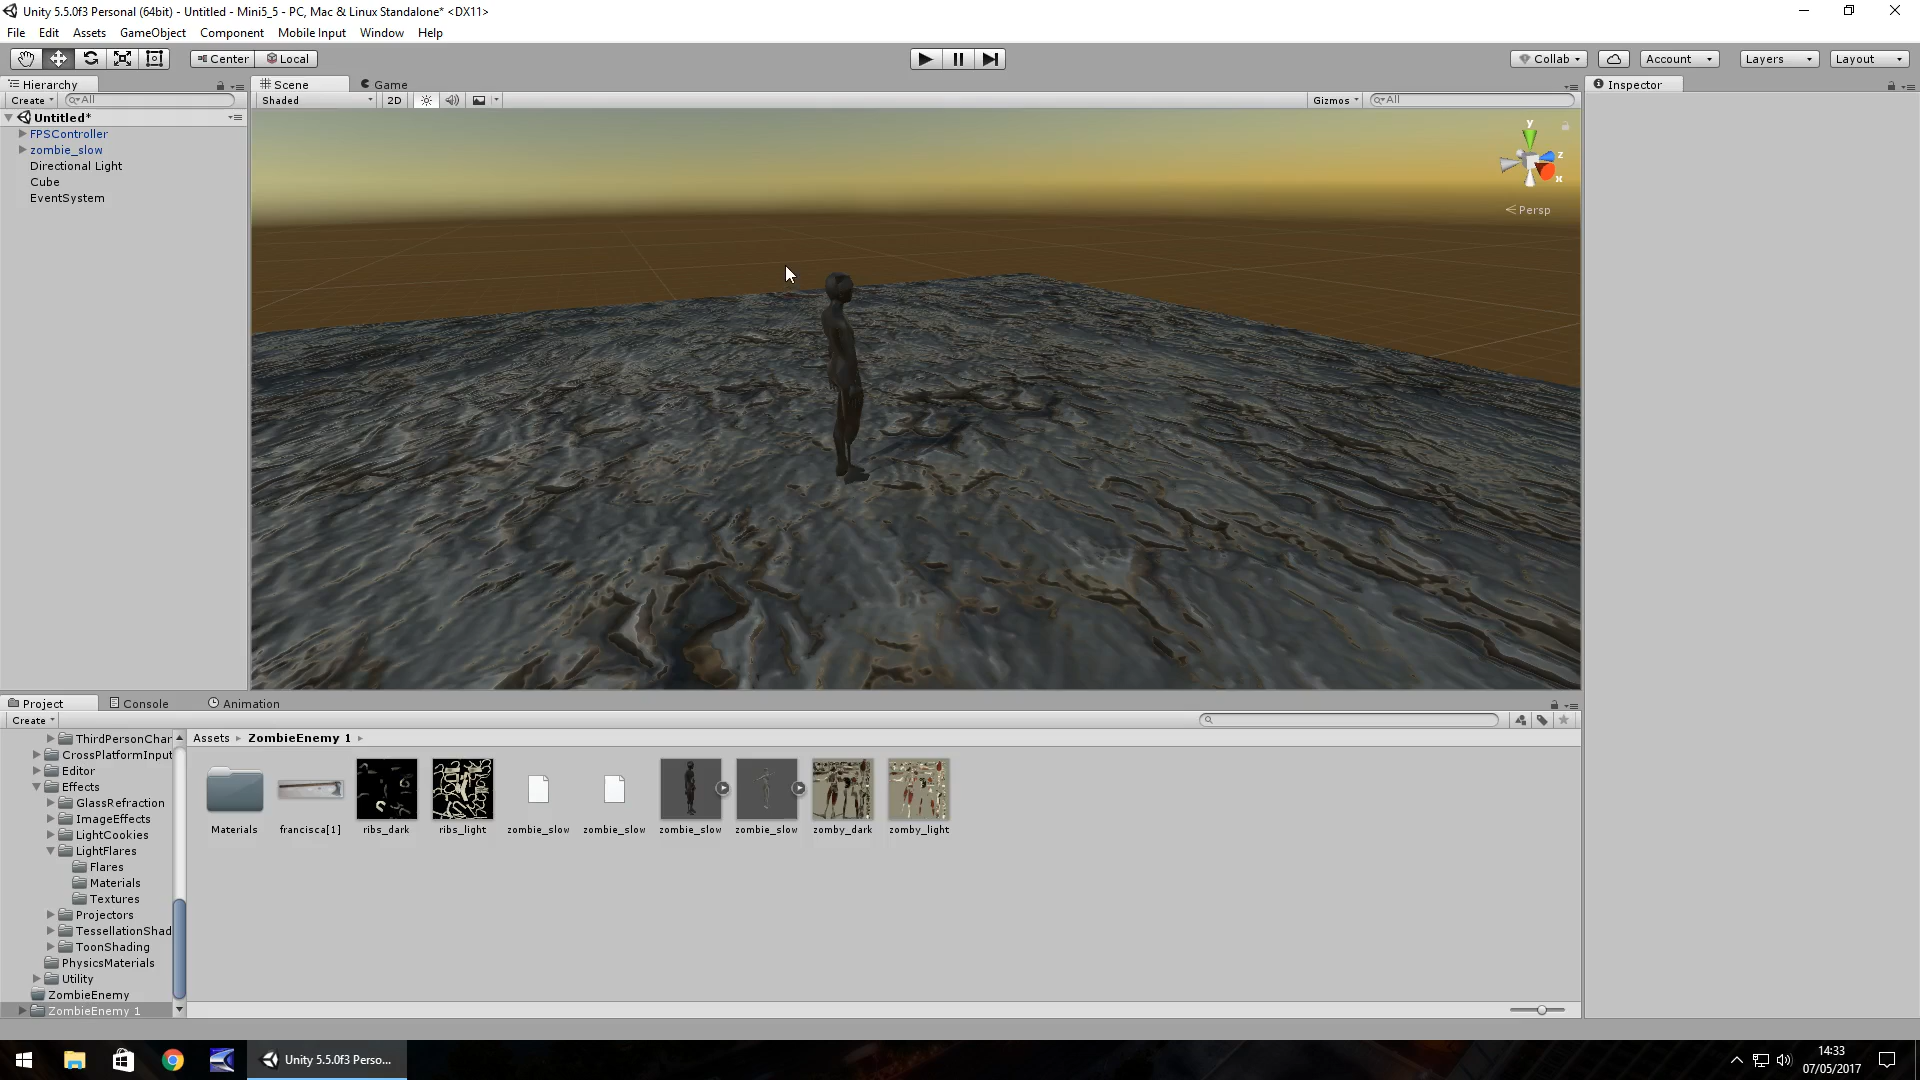 Unity 5.5.0f3 Personal (64bit) - Untitled - Mini5_5 - PC, Mac & Linux Standalone* <DX11>
File Edit Assets GameObject Component Mobile Input Window Help
Center Local Collab Account Layers Layout
Hierarchy Scene Game Inspector
Create All Shaded 2D Gizmos All
Untitled*
FPSController
zombie_slow
Directional Light
Cube
EventSystem
y
z
x
Persp
Project Console Animation
Create
Assets ZombieEnemy 1
ThirdPersonChar
CrossPlatformInput
Editor
Effects
GlassRefraction
ImageEffects
LightCookies
LightFlares
Flares
Materials
Textures
Projectors
TessellationShad
ToonShading
PhysicsMaterials
Utility
ZombieEnemy
ZombieEnemy 1
Materials francisca[1] ribs_dark ribs_light zombie_slow zombie_slow zombie_slow zombie_slow zomby_dark zomby_light
Unity 5.5.0f3 Perso...
14:33
07/05/2017